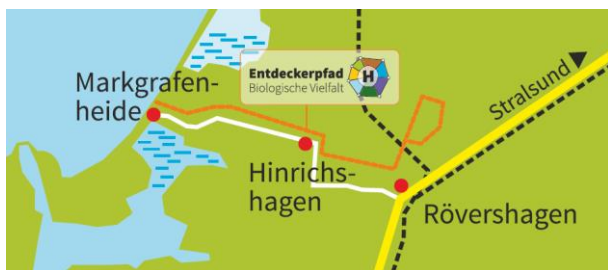 Entdeckerpfad
Biologische Vielfalt
H
Markgrafen-
heide
Stralsund
Hinrichs-
hagen
Rövershagen